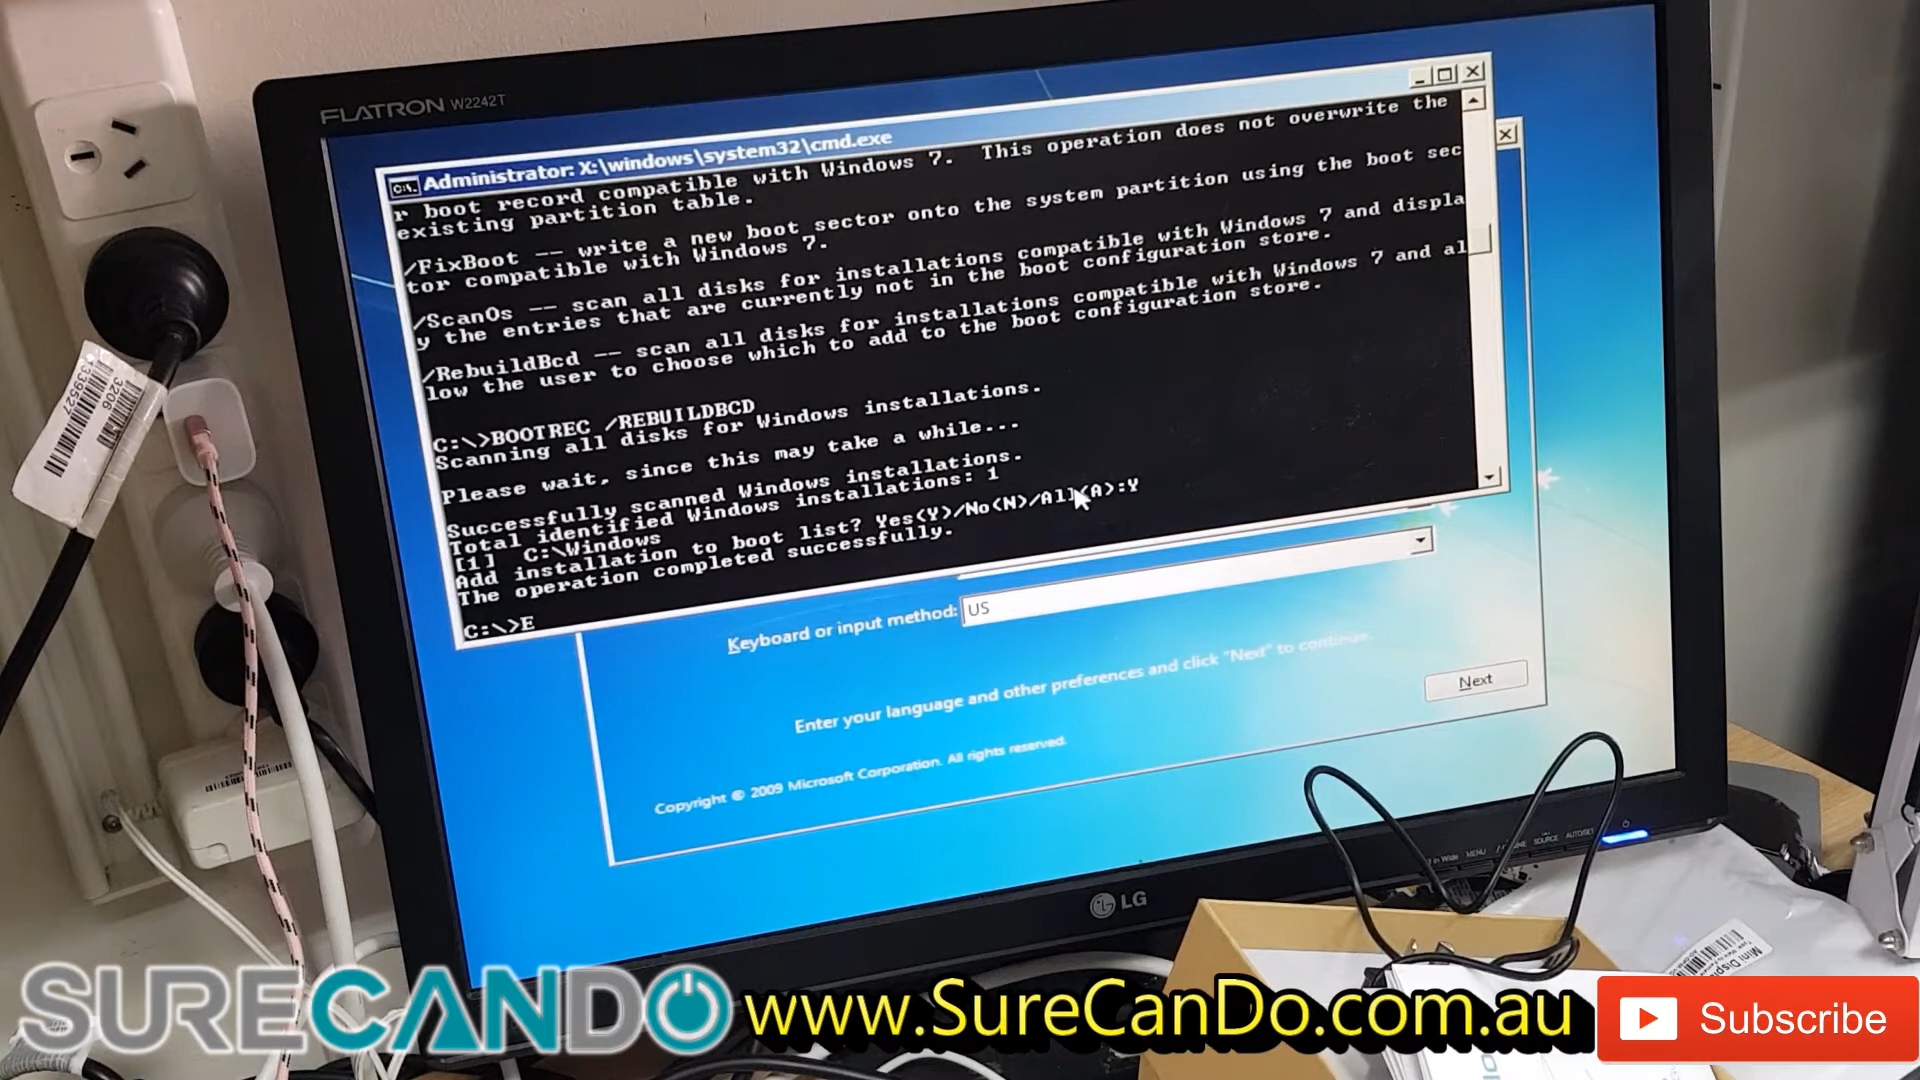 FLATRON W2242T
Administrator: X:\windows\system32\cmd.exe
r boot record compatible with Windows 7.  This operation does not overwrite the
existing partition table.
/FixBoot -- write a new boot sector onto the system partition using the boot sec
tor compatible with Windows 7.
/ScanOs -- scan all disks for installations compatible with Windows 7 and displa
y the entries that are currently not in the boot configuration store.
/RebuildBcd -- scan all disks for installations compatible with Windows 7 and al
low the user to choose which to add to the boot configuration store.
C:\>BOOTREC /REBUILDBCD
Scanning all disks for Windows installations.
Please wait, since this may take a while...
Successfully scanned Windows installations.
Total identified Windows installations: 1
[1]  C:\Windows
Add installation to boot list? Yes(Y)/No(N)/All(A):Y
The operation completed successfully.
C:\>E
Keyboard or input method: US
Enter your language and other preferences and click "Next" to continue.
Next
Copyright © 2009 Microsoft Corporation. All rights reserved.
MENU
SOURCE
AUTO/SET
LG
3206
339527
Mini Displ
SURECANDO
www.SureCanDo.com.au
Subscribe